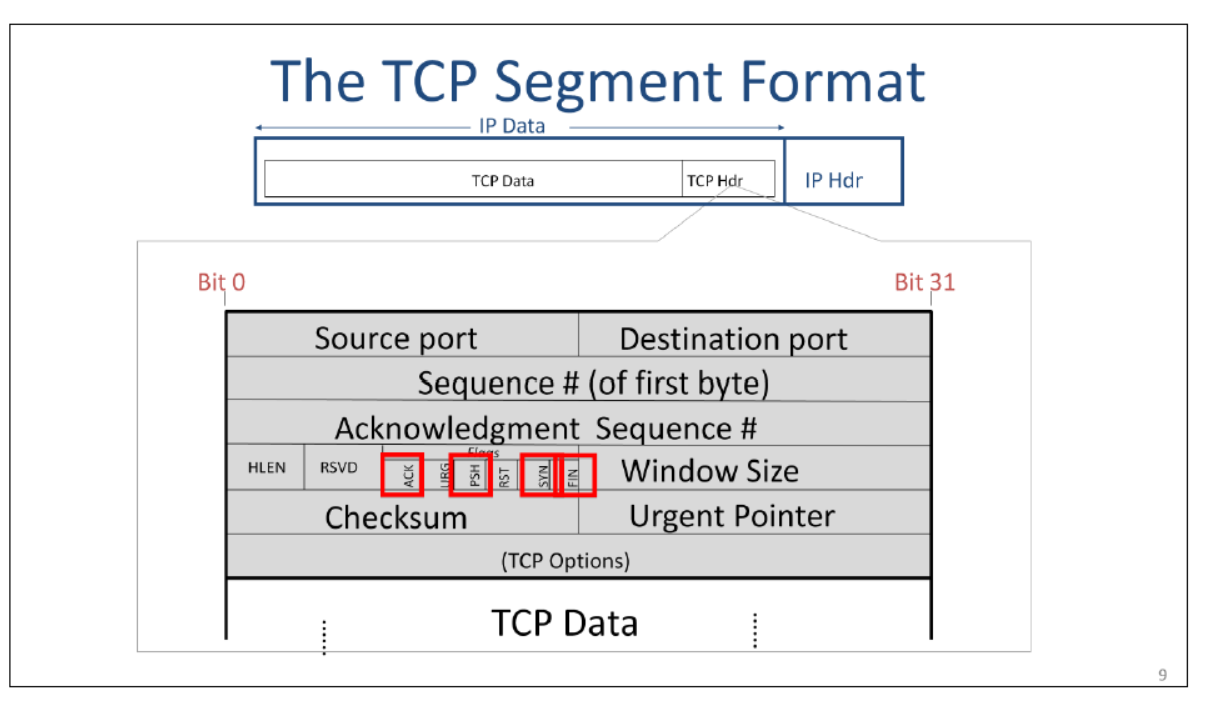 The TCP Segment Format
IP Data
TCP Data TCP Hdr IP Hdr
Bit 0 Bit 31
Source port Destination port
Sequence # (of first byte)
Acknowledgment Sequence #
Flags
HLEN RSVD ACK URG PSH RST SYN FIN Window Size
Checksum Urgent Pointer
(TCP Options)
TCP Data
9